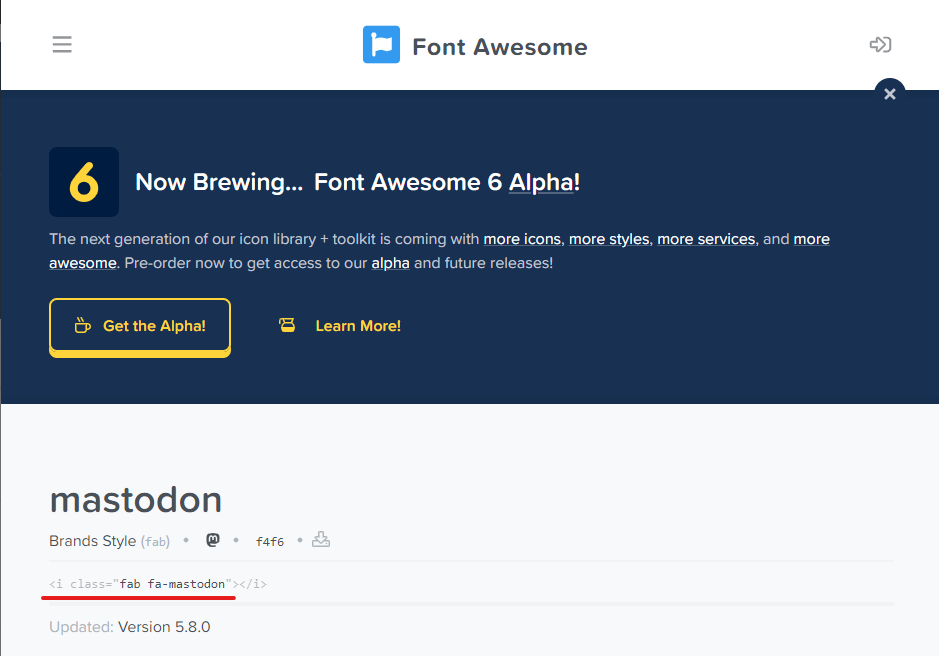 Font Awesome
6
Now Brewing... Font Awesome 6 Alpha!
The next generation of our icon library + toolkit is coming with more icons, more styles, more services, and more
awesome. Pre-order now to get access to our alpha and future releases!
Get the Alpha! Learn More!
mastodon
Brands Style (fab) • • f4f6 •
<i class="fab fa-mastodon"></i>
Updated: Version 5.8.0